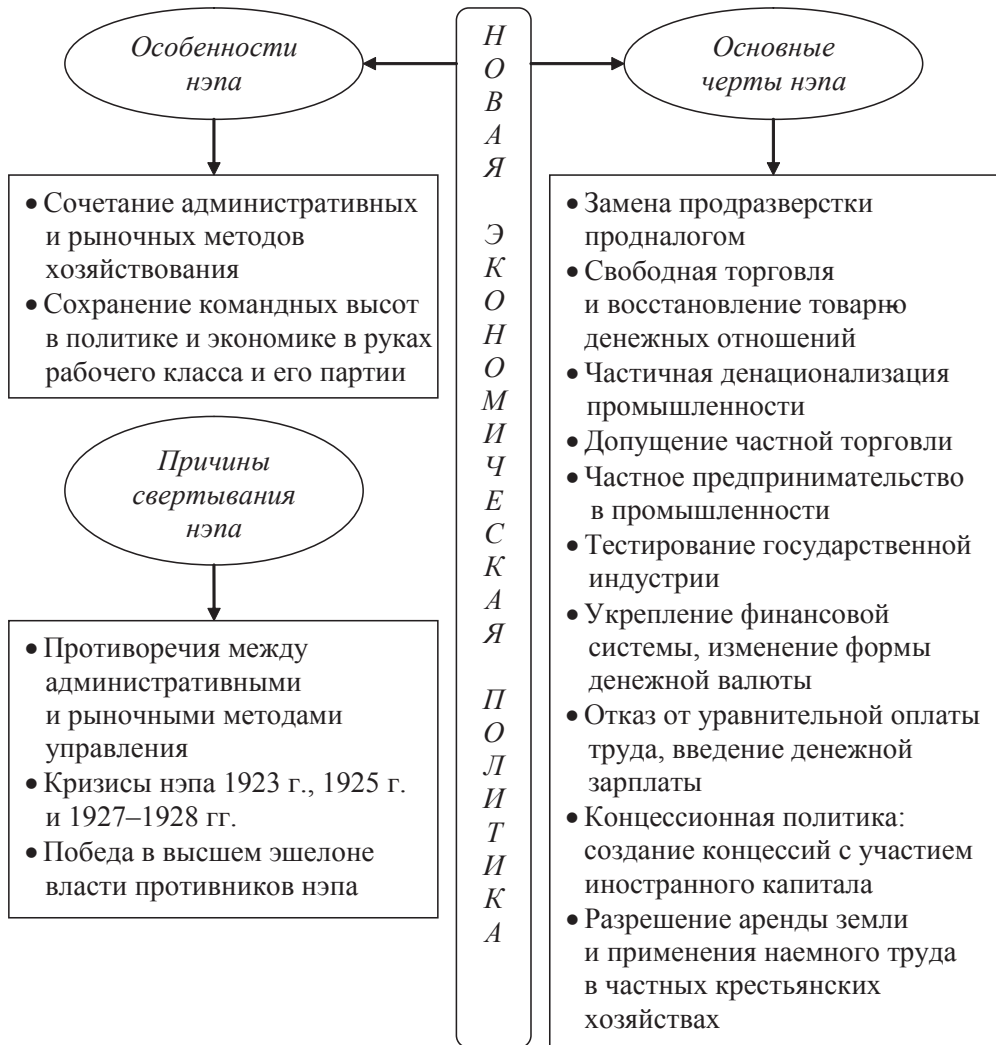 Особенности
нэпа
• Сочетание административных
и рыночных методов
хозяйствования
• Сохранение командных высот
в политике и экономике в руках
рабочего класса и его партии
Причины
свертывания
нэпа
• Противоречия между
административными
и рыночными методами
управления
• Кризисы нэпа 1923 г., 1925 г.
и 1927–1928 гг.
• Победа в высшем эшелоне
власти противников нэпа
НОВАЯ ЭКОНОМИЧЕСКАЯ ПОЛИТИКА
Основные
черты нэпа
• Замена продразверстки
продналогом
• Свободная торговля
и восстановление товарно-
денежных отношений
• Частичная денационализация
промышленности
• Допущение частной торговли
• Частное предпринимательство
в промышленности
• Тестирование государственной
индустрии
• Укрепление финансовой
системы, изменение формы
денежной валюты
• Отказ от уравнительной оплаты
труда, введение денежной
зарплаты
• Концессионная политика:
создание концессий с участием
иностранного капитала
• Разрешение аренды земли
и применения наемного труда
в частных крестьянских
хозяйствах